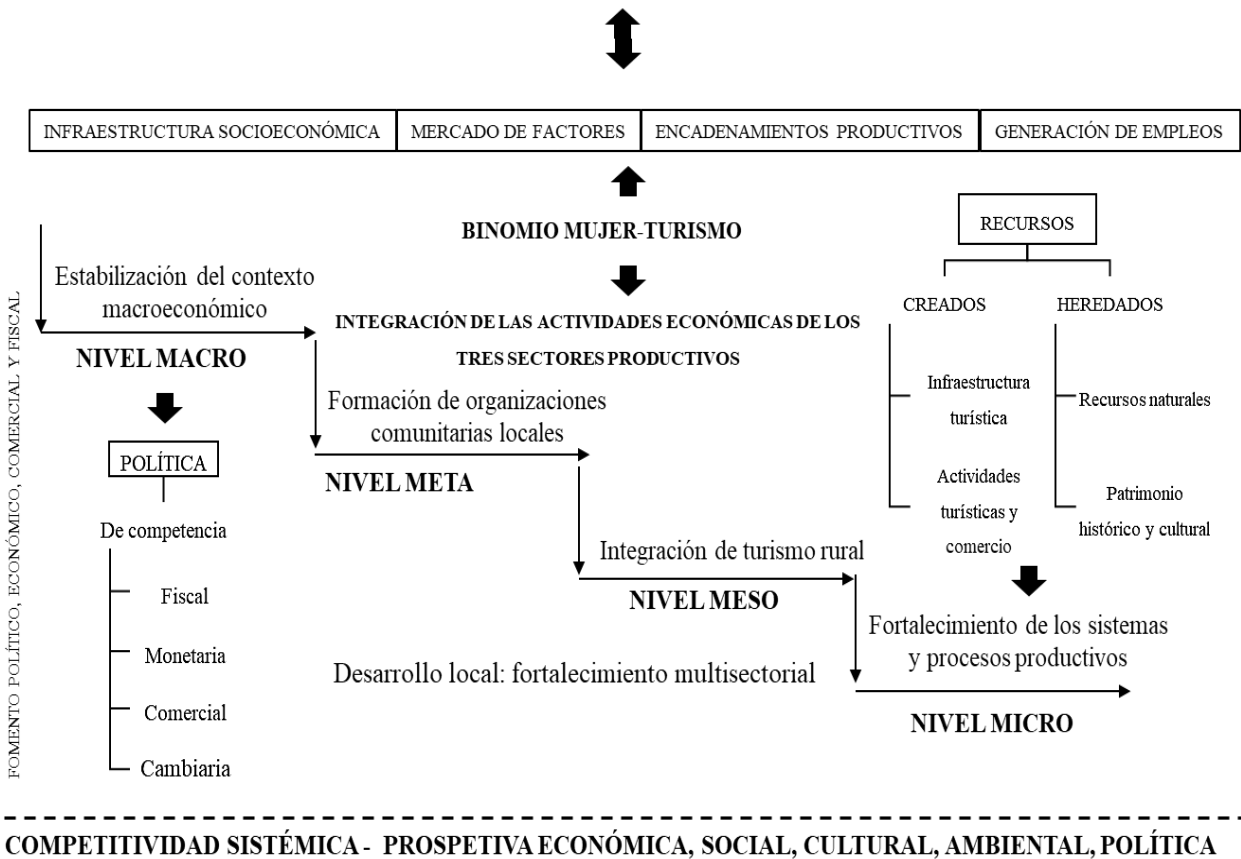 INFRAESTRUCTURA SOCIOECONÓMICA
MERCADO DE FACTORES
ENCADENAMIENTOS PRODUCTIVOS
GENERACIÓN DE EMPLEOS
BINOMIO MUJER-TURISMO
INTEGRACIÓN DE LAS ACTIVIDADES ECONÓMICAS DE LOS
TRES SECTORES PRODUCTIVOS
FOMENTO POLÍTICO, ECONÓMICO, COMERCIAL Y FISCAL
Estabilización del contexto
macroeconómico
NIVEL MACRO
POLÍTICA
De competencia
Fiscal
Monetaria
Comercial
Cambiaria
Formación de organizaciones
comunitarias locales
NIVEL META
Integración de turismo rural
NIVEL MESO
Desarrollo local: fortalecimiento multisectorial
RECURSOS
CREADOS
Infraestructura
turística
Actividades
turísticas y
comercio
HEREDADOS
Recursos naturales
Patrimonio
histórico y cultural
Fortalecimiento de los sistemas
y procesos productivos
NIVEL MICRO
COMPETITIVIDAD SISTÉMICA - PROSPETIVA ECONÓMICA, SOCIAL, CULTURAL, AMBIENTAL, POLÍTICA